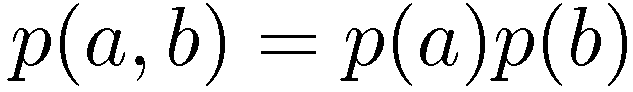 p(a, b) = p(a)p(b)